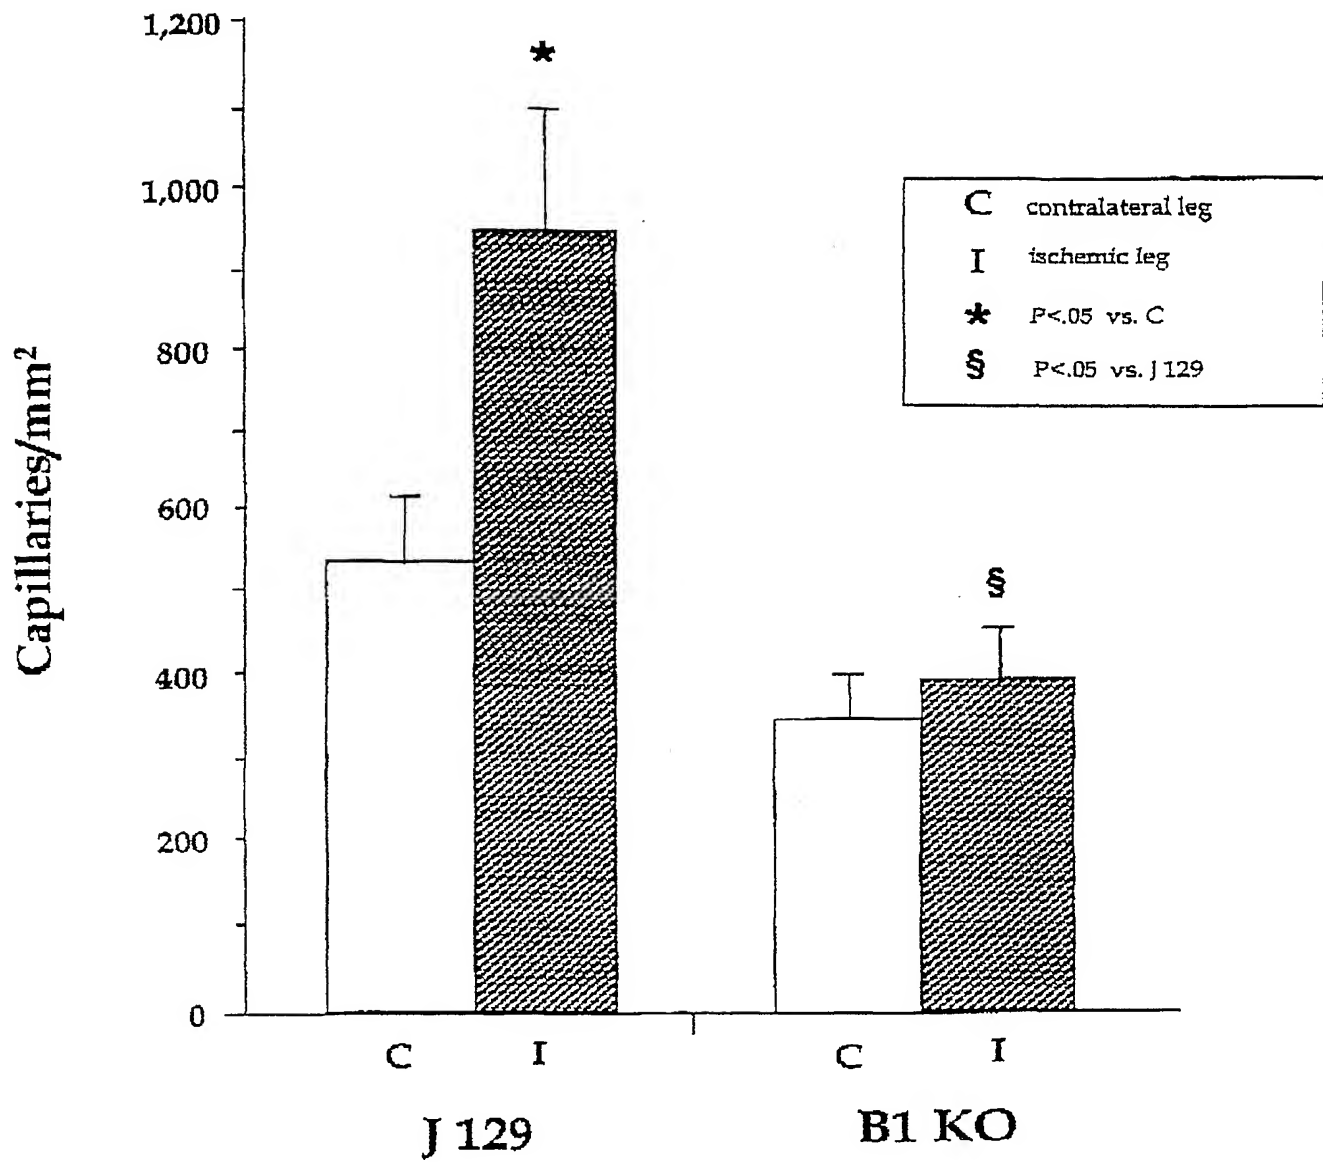 Capillaries/mm²
1,200
1,000
800
600
400
200
0
*
§
C contralateral leg
I ischemic leg
* P<.05 vs. C
§ P<.05 vs. J 129
C I C I
J 129 B1 KO